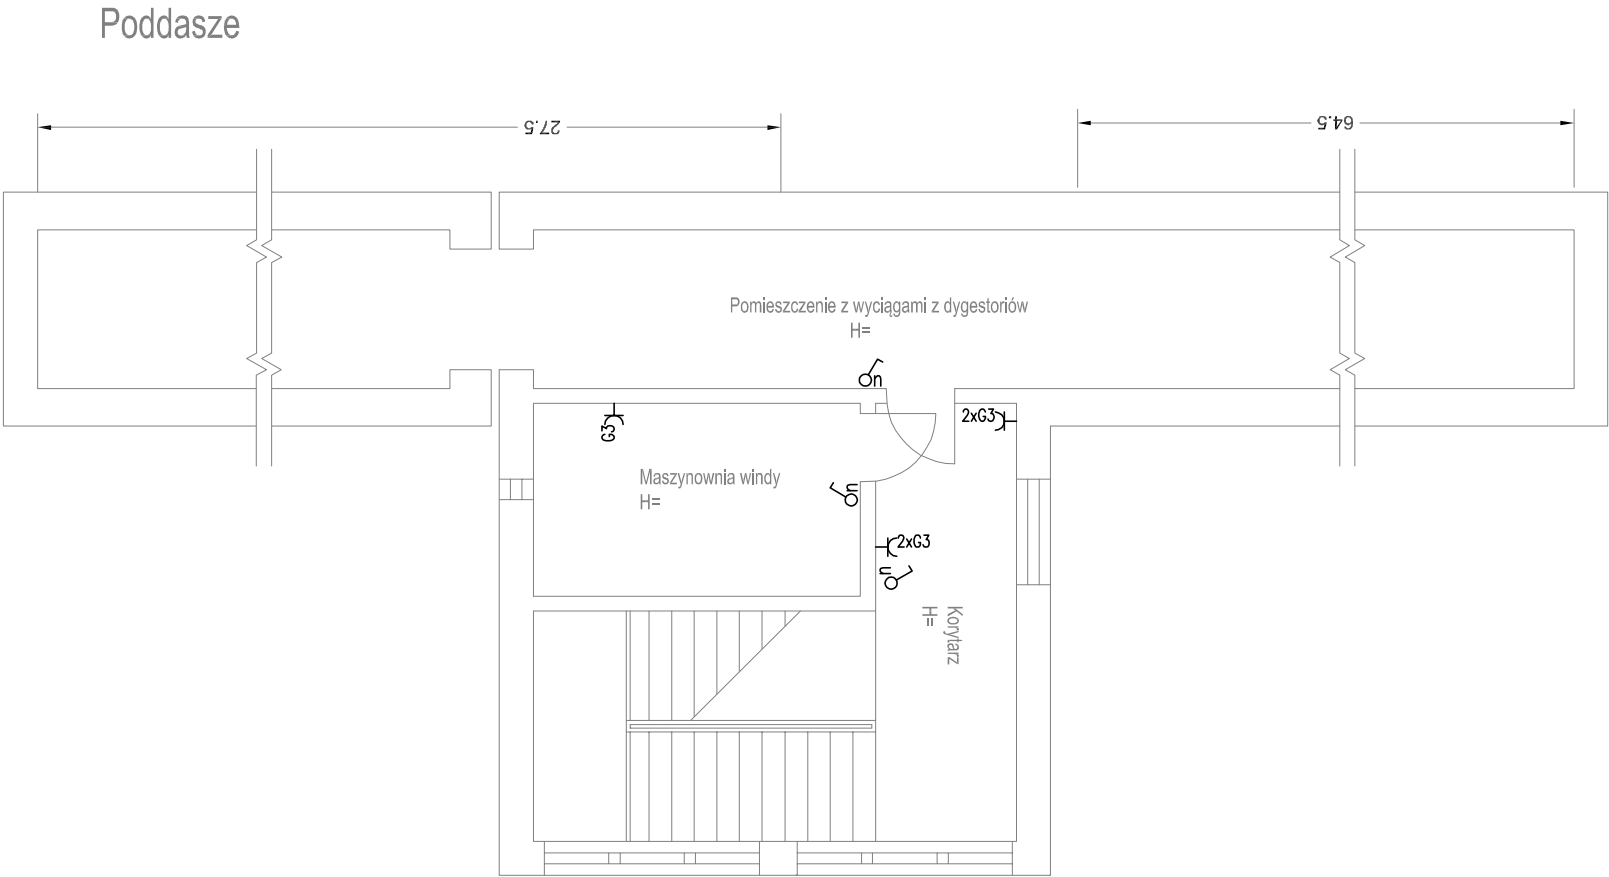 Poddasze
27.5
64.5
Pomieszczenie z wyciągami z dygestoriów
H=
n
2xG3
G3
Maszynownia windy
H=
n
2xG3
n
Korytarz
H=